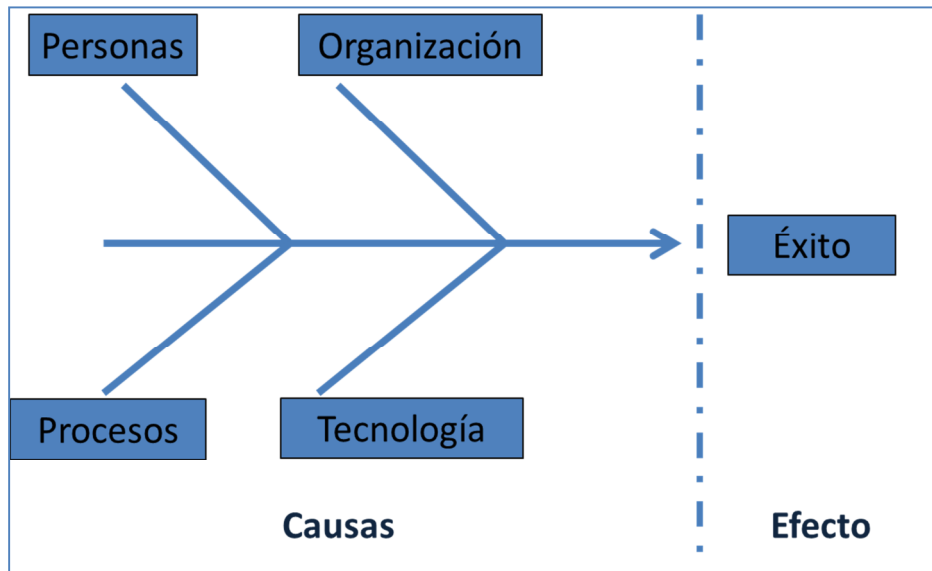 Personas
Organización
Éxito
Procesos
Tecnología
Causas
Efecto